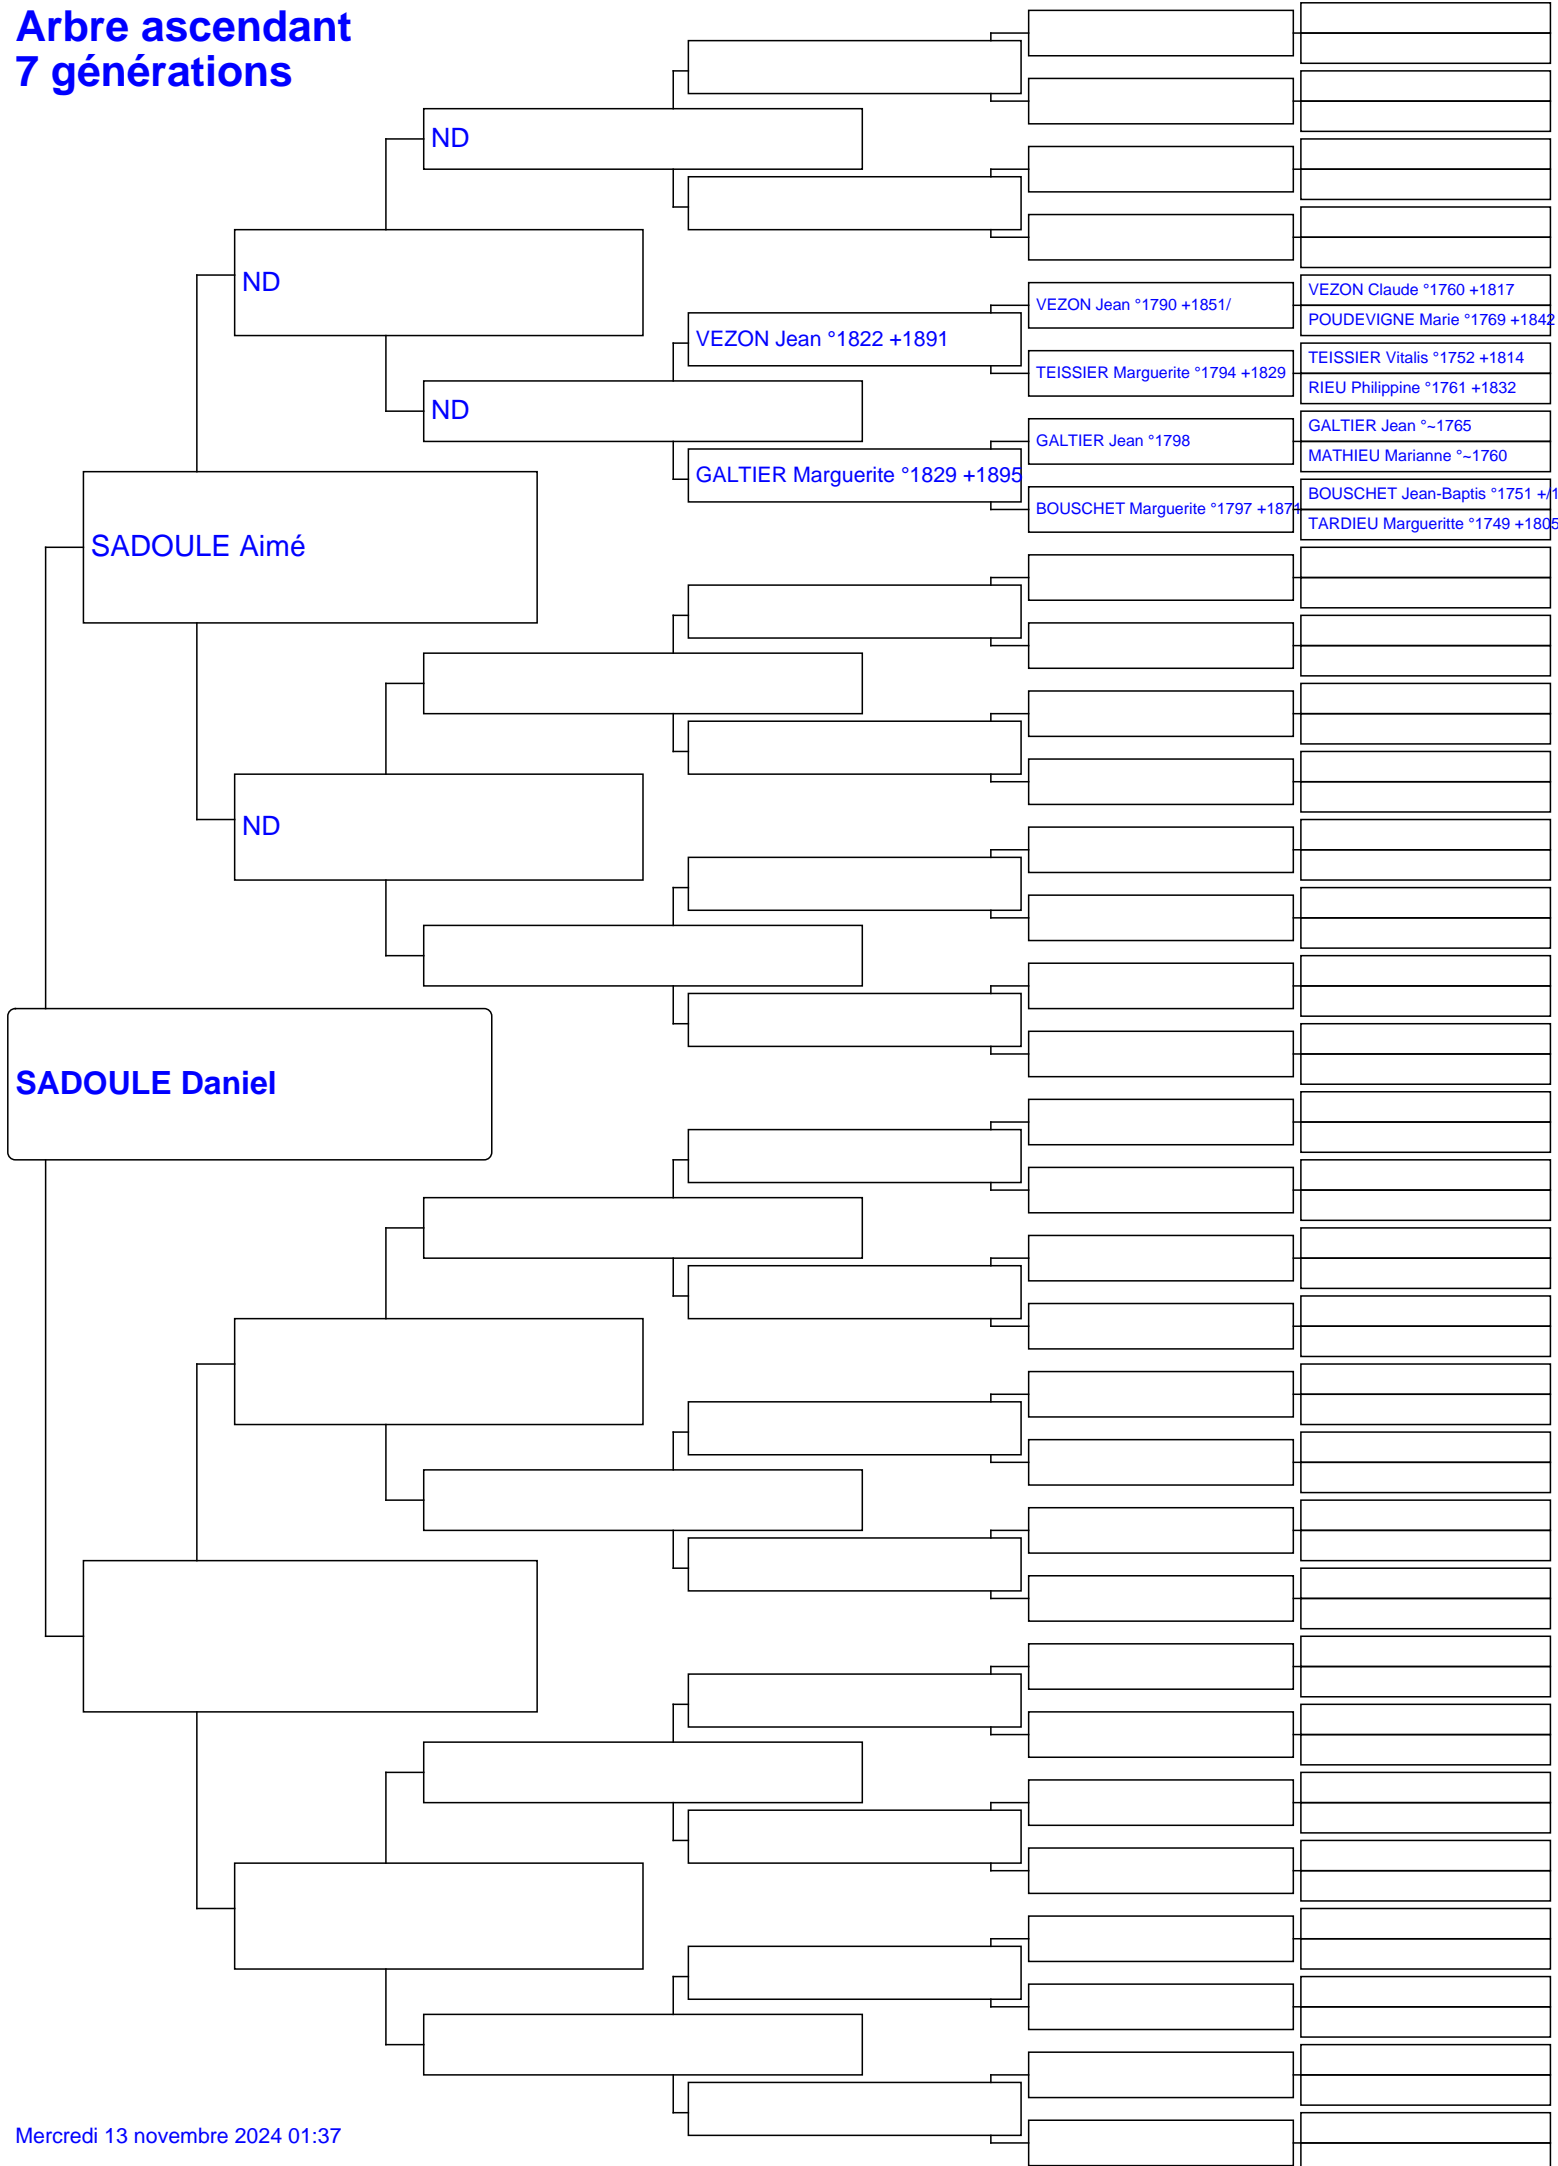 Arbre ascendant
7 générations
ND
ND
VEZON Claude °1760 +1817
VEZON Jean °1790 +1851/
POUDEVIGNE Marie °1769 +1842
VEZON Jean °1822 +1891
TEISSIER Vitalis °1752 +1814
TEISSIER Marguerite °1794 +1829
RIEU Philippine °1761 +1832
ND
GALTIER Jean °~1765
GALTIER Jean °1798
MATHIEU Marianne °~1760
GALTIER Marguerite °1829 +1895
BOUSCHET Jean-Baptis °1751 +/1
BOUSCHET Marguerite °1797 +1871
TARDIEU Margueritte °1749 +1805
SADOULE Aimé
ND
SADOULE Daniel
Mercredi 13 novembre 2024 01:37